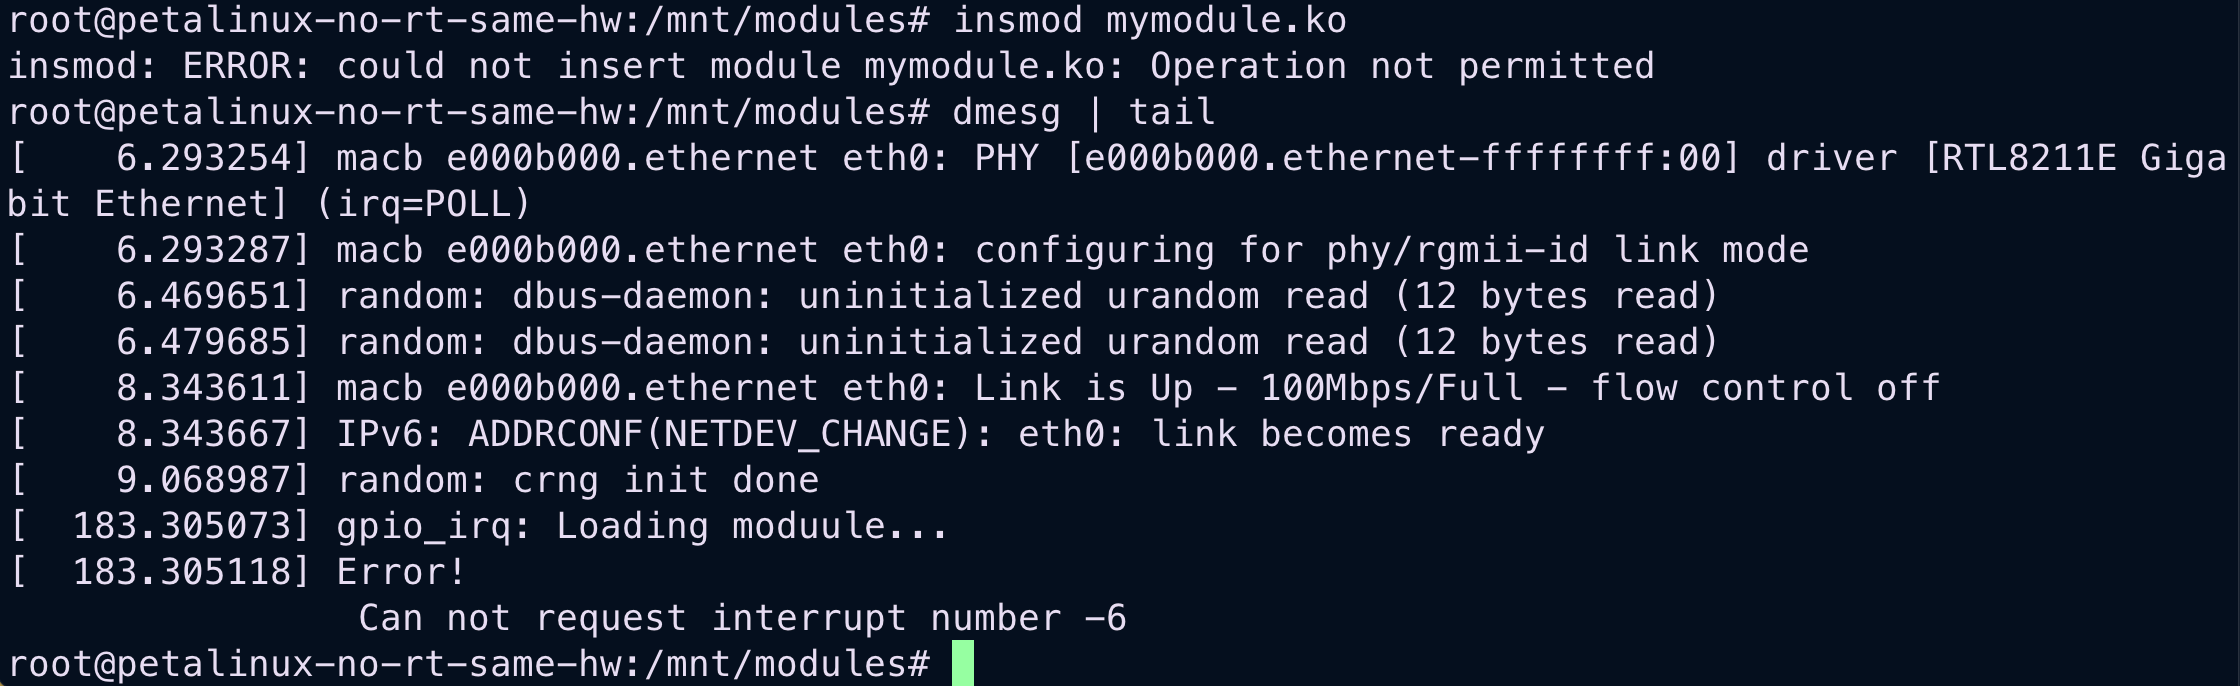 root@petalinux-no-rt-same-hw:/mnt/modules# insmod mymodule.ko
insmod: ERROR: could not insert module mymodule.ko: Operation not permitted
root@petalinux-no-rt-same-hw:/mnt/modules# dmesg | tail
[    6.293254] macb e000b000.ethernet eth0: PHY [e000b000.ethernet-ffffffff:00] driver [RTL8211E Giga
bit Ethernet] (irq=POLL)
[    6.293287] macb e000b000.ethernet eth0: configuring for phy/rgmii-id link mode
[    6.469651] random: dbus-daemon: uninitialized urandom read (12 bytes read)
[    6.479685] random: dbus-daemon: uninitialized urandom read (12 bytes read)
[    8.343611] macb e000b000.ethernet eth0: Link is Up - 100Mbps/Full - flow control off
[    8.343667] IPv6: ADDRCONF(NETDEV_CHANGE): eth0: link becomes ready
[    9.068987] random: crng init done
[  183.305073] gpio_irq: Loading moduule...
[  183.305118] Error!
                Can not request interrupt number -6
root@petalinux-no-rt-same-hw:/mnt/modules#